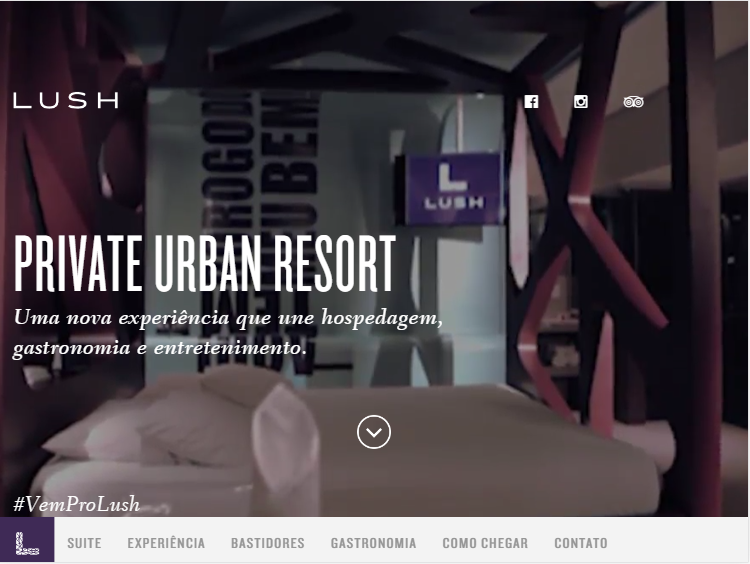 LUSH
L
LUSH
PRIVATE URBAN RESORT
Uma nova experiência que une hospedagem,
gastronomia e entretenimento.
#VemProLush
L SUITE EXPERIÊNCIA BASTIDORES GASTRONOMIA COMO CHEGAR CONTATO